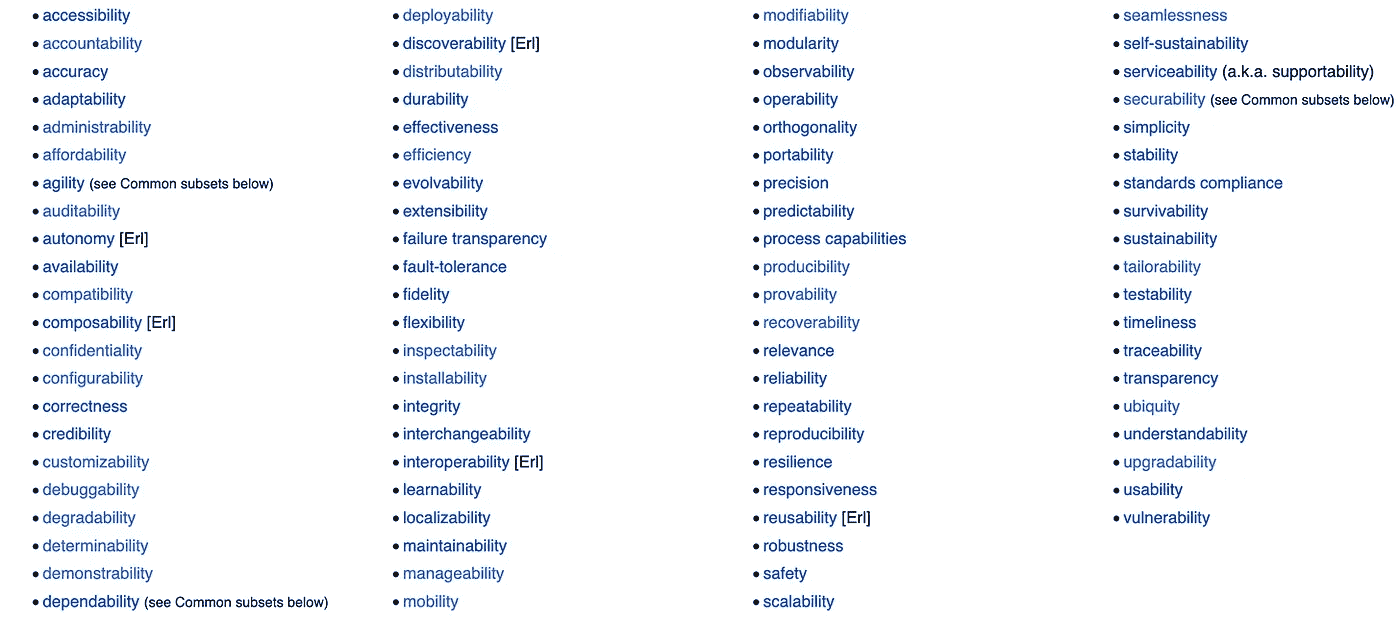 • accessibility
• accountability
• accuracy
• adaptability
• administrability
• affordability
• agility (see Common subsets below)
• auditability
• autonomy [Erl]
• availability
• compatibility
• composability [Erl]
• confidentiality
• configurability
• correctness
• credibility
• customizability
• debuggability
• degradability
• determinability
• demonstrability
• dependability (see Common subsets below)
• deployability
• discoverability [Erl]
• distributability
• durability
• effectiveness
• efficiency
• evolvability
• extensibility
• failure transparency
• fault-tolerance
• fidelity
• flexibility
• inspectability
• installability
• integrity
• interchangeability
• interoperability [Erl]
• learnability
• localizability
• maintainability
• manageability
• mobility
• modifiability
• modularity
• observability
• operability
• orthogonality
• portability
• precision
• predictability
• process capabilities
• producibility
• provability
• recoverability
• relevance
• reliability
• repeatability
• reproducibility
• resilience
• responsiveness
• reusability [Erl]
• robustness
• safety
• scalability
• seamlessness
• self-sustainability
• serviceability (a.k.a. supportability)
• securability (see Common subsets below)
• simplicity
• stability
• standards compliance
• survivability
• sustainability
• tailorability
• testability
• timeliness
• traceability
• transparency
• ubiquity
• understandability
• upgradability
• usability
• vulnerability